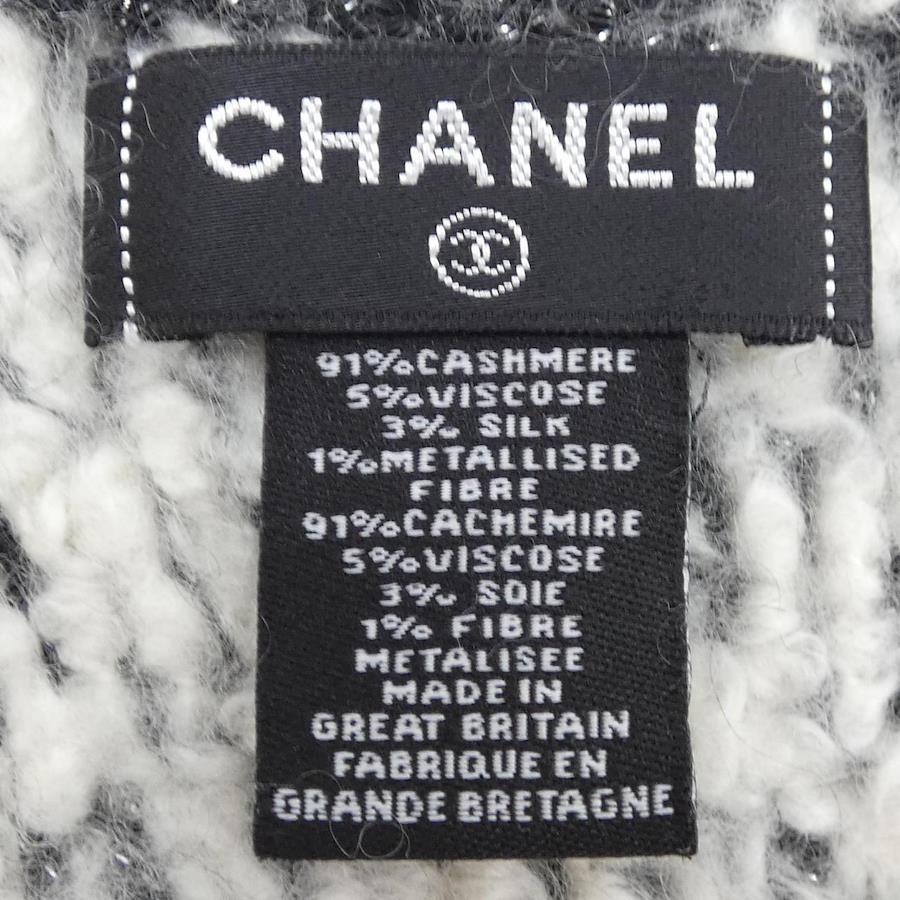 CHANEL
91%CASHMERE
5%VISCOSE
3% SILK
1%METALLISED
FIBRE
91%CACHEMIRE
5%VISCOSE
3% SOIE
1% FIBRE
METALISEE
MADE IN
GREAT BRITAIN
FABRIQUE EN
GRANDE BRETAGNE